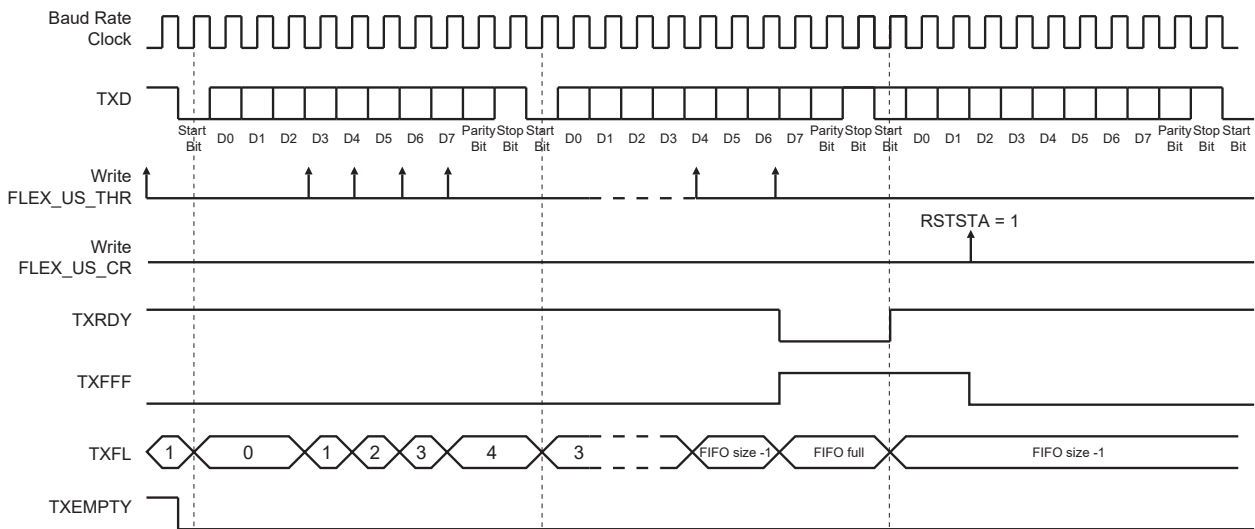 Baud Rate
Clock
TXD
Start
Bit
D0
D1
D2
D3
D4
D5
D6
D7
Parity
Bit
Stop
Bit
Start
Bit
D0
D1
D2
D3
D4
D5
D6
D7
Parity
Bit
Stop
Bit
Start
Bit
D0
D1
D2
D3
D4
D5
D6
D7
Parity
Bit
Stop
Bit
Start
Bit
Write
FLEX_US_THR
RSTSTA = 1
Write
FLEX_US_CR
TXRDY
TXFFF
TXFL
1
0
1
2
3
4
3
FIFO size -1
FIFO full
FIFO size -1
TXEMPTY